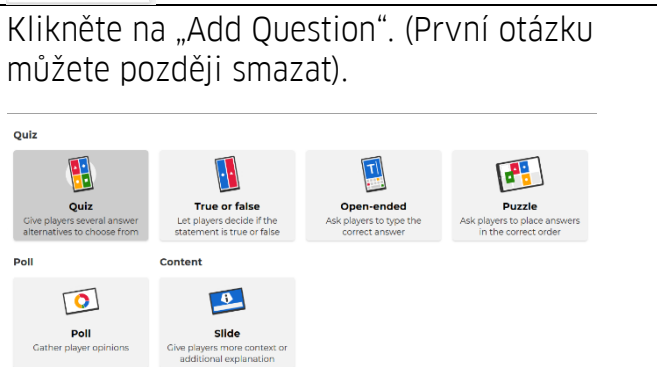 Klikněte na „Add Question“. (První otázku
můžete později smazat).
Quiz
Quiz
Give players several answer
alternatives to choose from
True or false
Let players decide if the
statement is true or false
Open-ended
Ask players to type the
correct answer
Puzzle
Ask players to place answers
in the correct order
Poll
Content
Poll
Gather player opinions
Slide
Give players more context or
additional explanation